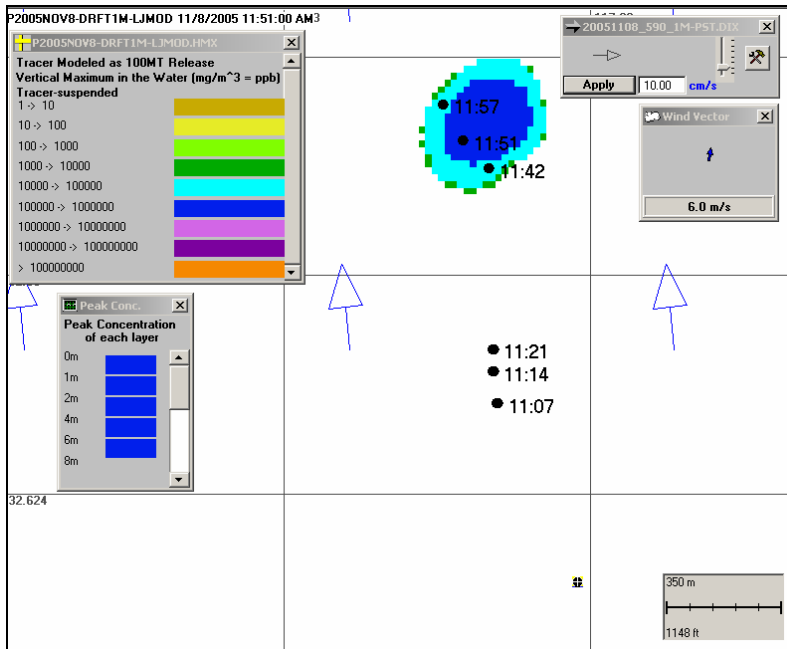 P2005NOV8-DRFT1M-LJMOD 11/8/2005 11:51:00 AM3
P2005NOV8-DRFT1M-LJMOD.HMX
Tracer Modeled as 100MT Release
Vertical Maximum in the Water (mg/m^3 = ppb)
Tracer-suspended
1 -> 10
10 -> 100
100 -> 1000
1000 -> 10000
10000 -> 100000
100000 -> 1000000
1000000 -> 10000000
10000000 -> 100000000
> 100000000
20051108_590_1M-PST.DIX
Apply
10.00
cm/s
Wind Vector
6.0 m/s
11:57
11:51
11:42
Peak Conc.
Peak Concentration
of each layer
0m
1m
2m
4m
6m
8m
11:21
11:14
11:07
32.624
350 m
1148 ft